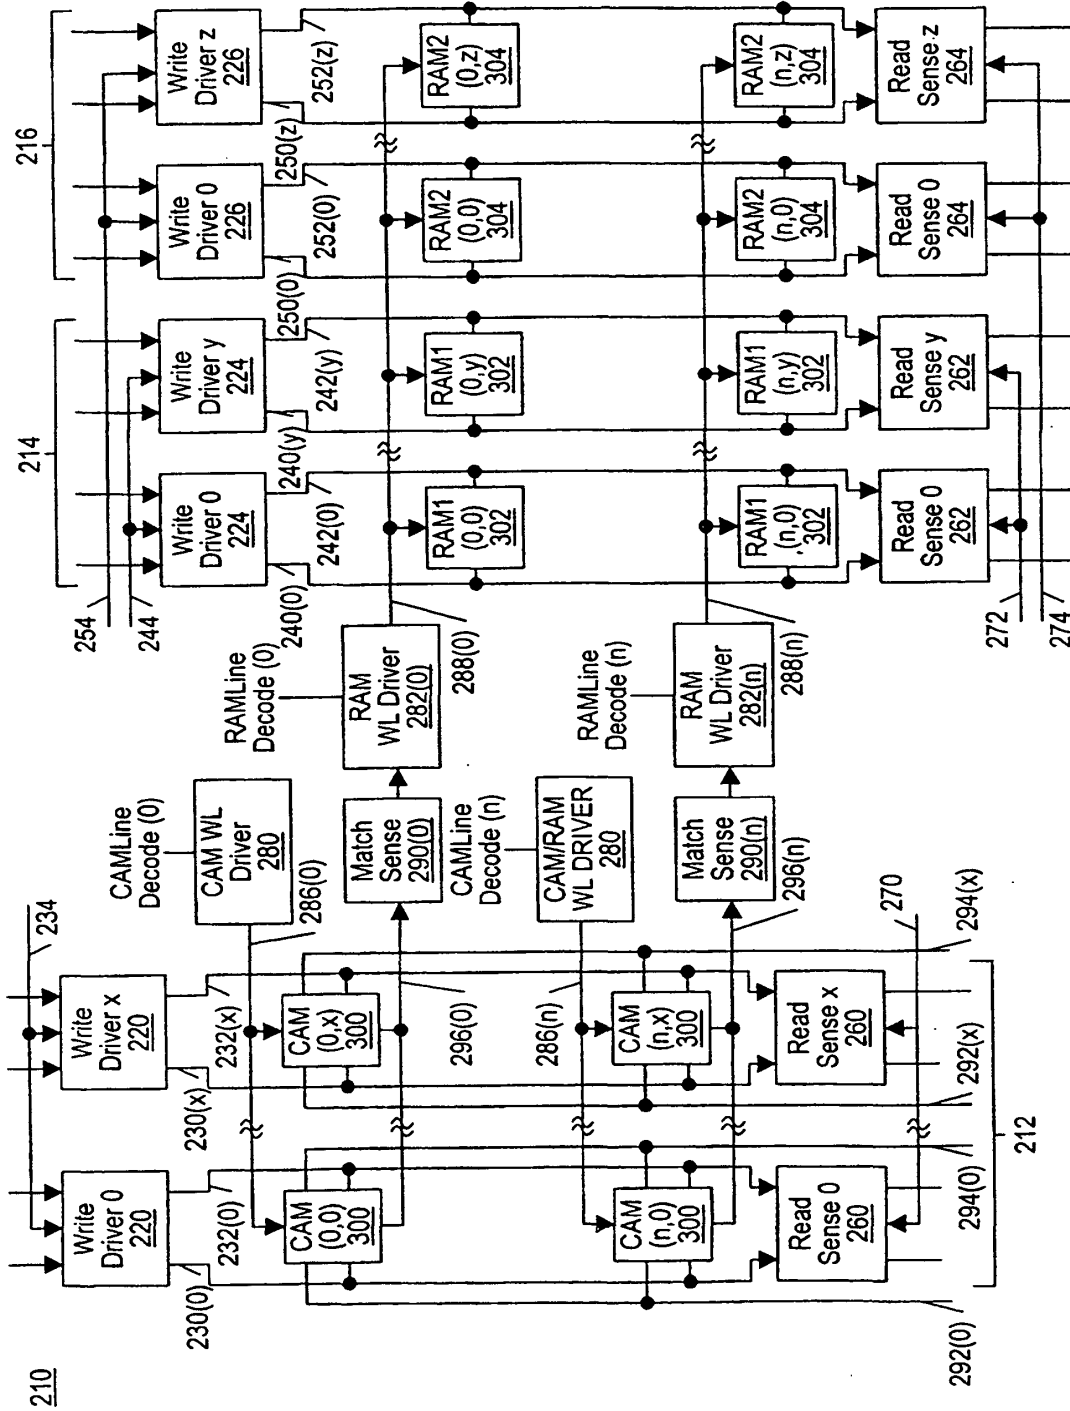 210
Write
Driver 0
220
Write
Driver x
220
234
230(0)
232(0)
230(x)
232(x)
CAMLine
Decode (0)
CAM WL
Driver
280
286(0)
CAM
(0,0)
300
CAM
(0,x)
300
296(0)
Match
Sense
290(0)
RAMLine
Decode (0)
RAM
WL Driver
282(0)
288(0)
CAMLine
Decode (n)
CAM/RAM
WL DRIVER
280
286(n)
CAM
(n,0)
300
CAM
(n,x)
300
296(n)
Match
Sense
290(n)
RAMLine
Decode (n)
RAM
WL Driver
282(n)
288(n)
Read
Sense 0
260
Read
Sense x
260
270
292(0)
294(0)
292(x)
294(x)
212
214
216
254
244
Write
Driver 0
224
Write
Driver y
224
Write
Driver 0
226
Write
Driver z
226
240(0)
242(0)
240(y)
242(y)
250(0)
252(0)
250(z)
252(z)
RAM1
(0,0)
302
RAM1
(0,y)
302
RAM2
(0,0)
304
RAM2
(0,z)
304
RAM1
,(n,0)
302
RAM1
(n,y)
302
RAM2
(n,0)
304
RAM2
(n,z)
304
Read
Sense 0
262
Read
Sense y
262
Read
Sense 0
264
Read
Sense z
264
272
274